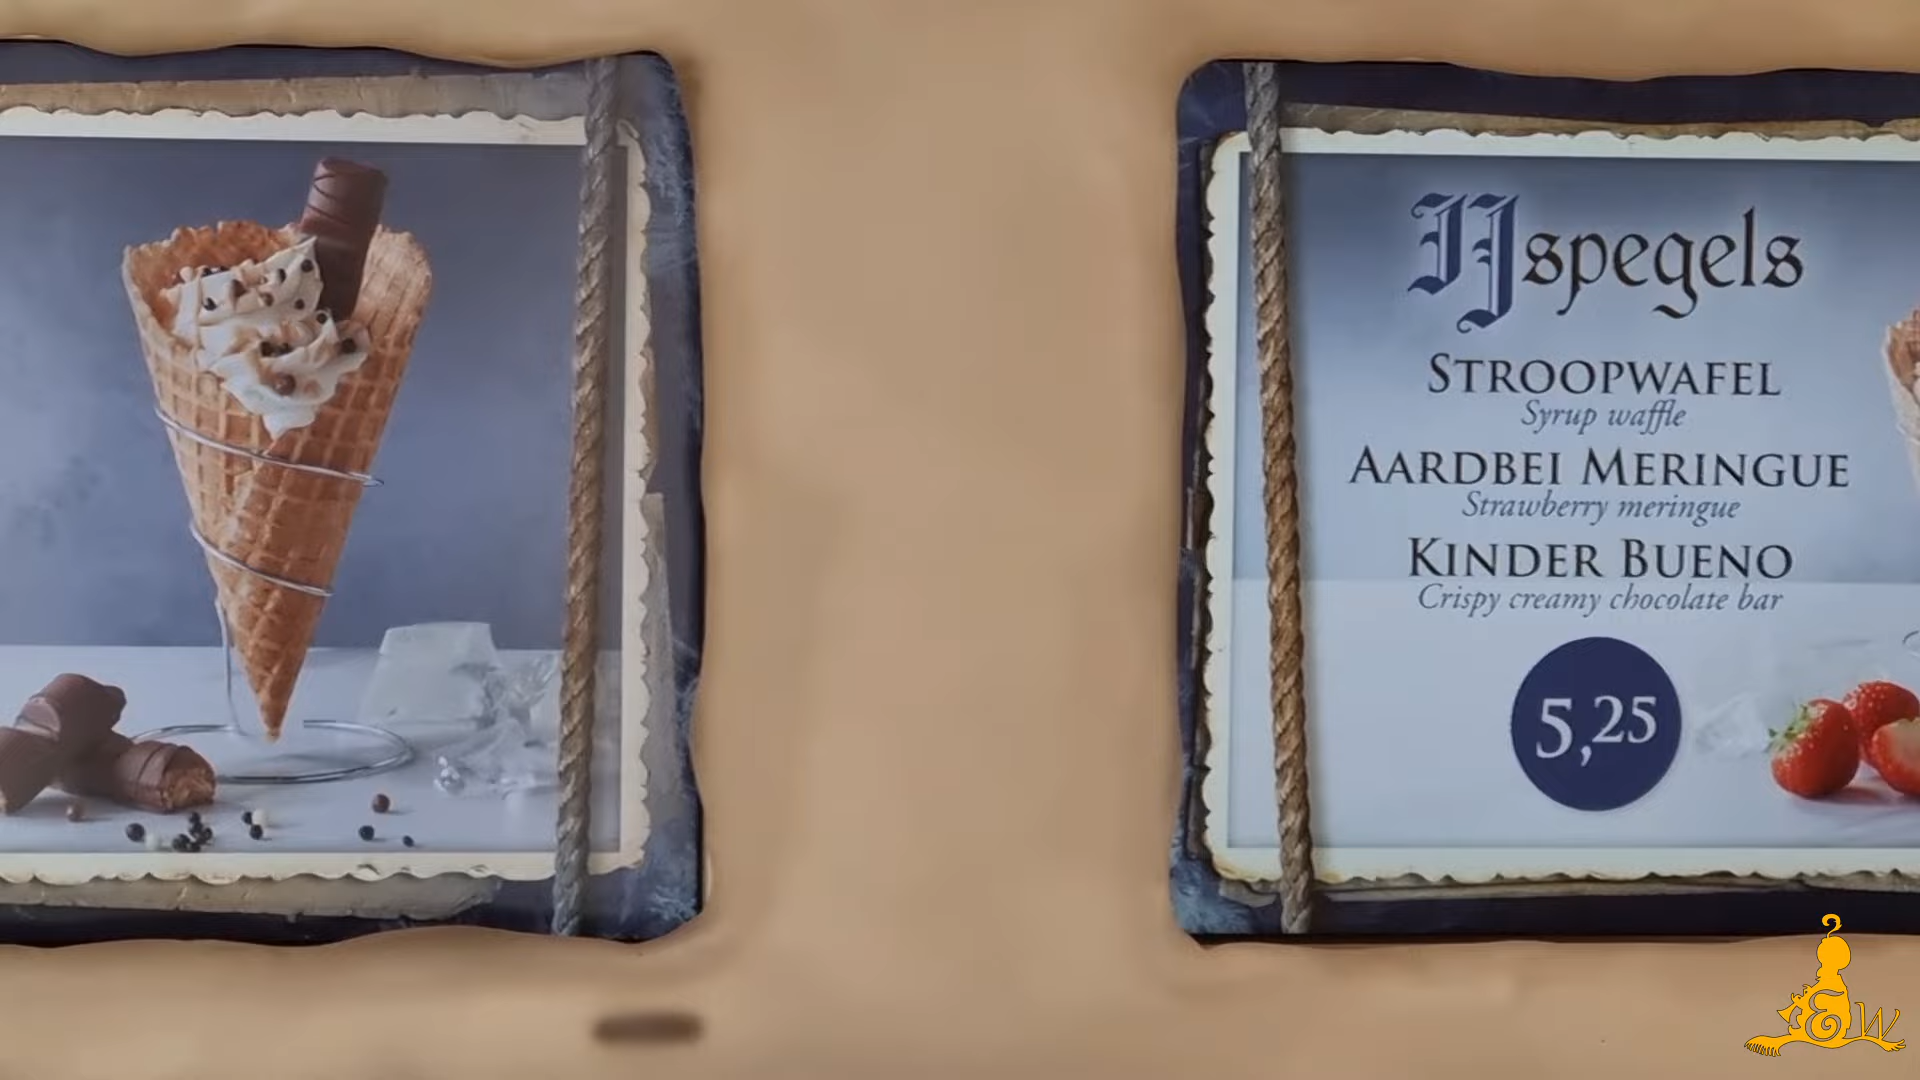 IJspegels
STROOPWAFEL
Syrup waffle
AARDBEI MERINGUE
Strawberry meringue
KINDER BUENO
Crispy creamy chocolate bar
5,25
E W